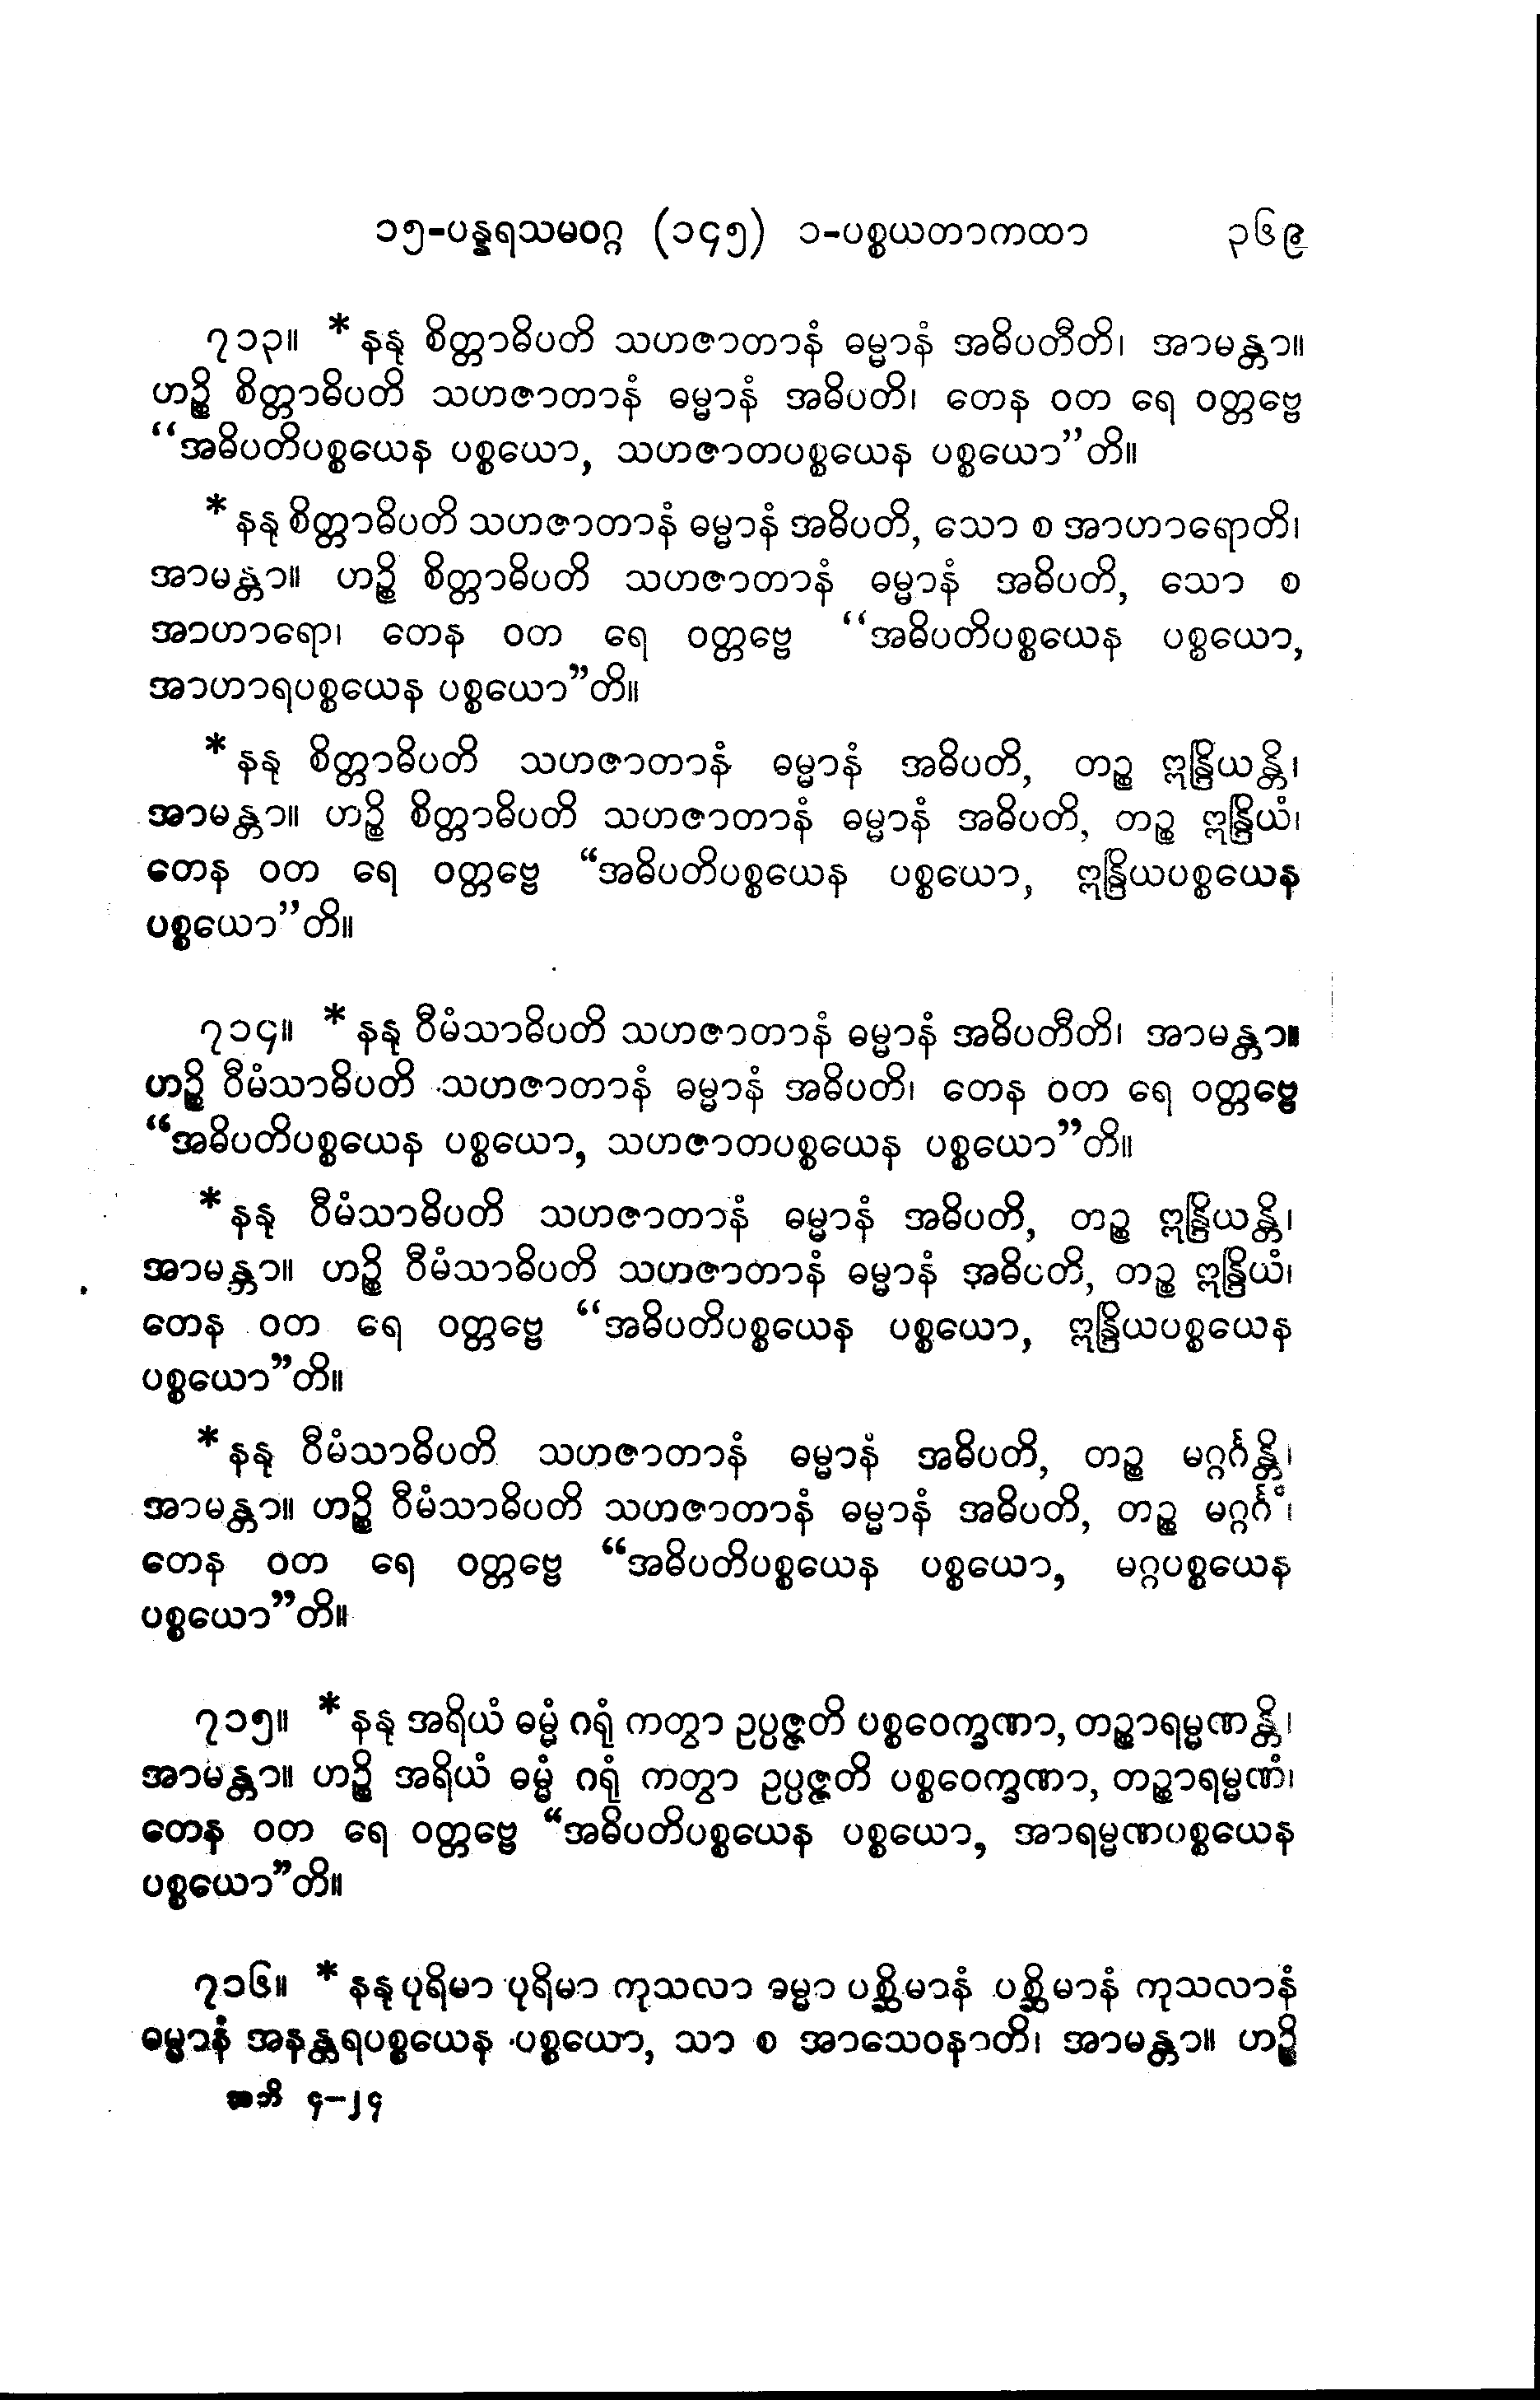 ၁၅-ပန္နရသမဝဂ္ဂ (၁၄၅) ၁-ပစ္စယတာကထာ ၃၆၉
၇၁၃။ * နနု စိတ္တာဓိပတိ သဟဇာတာနံ ဓမ္မာနံ အဓိပတီတိ၊ အာမန္တာ။
ဟဉ္စိ စိတ္တာဓိပတိ သဟဇာတာနံ ဓမ္မာနံ အဓိပတိ၊ တေန ဝတ ရေ ဝတ္တဗ္ဗေ
“အဓိပတိပစ္စယေန ပစ္စယော, သဟဇာတပစ္စယေန ပစ္စယော”တိ။
* နနု စိတ္တာဓိပတိ သဟဇာတာနံ ဓမ္မာနံ အဓိပတိ, သော စ အာဟာရောတိ၊
အာမန္တာ။ ဟဉ္စိ စိတ္တာဓိပတိ သဟဇာတာနံ ဓမ္မာနံ အဓိပတိ, သော စ
အာဟာရော၊ တေန ဝတ ရေ ဝတ္တဗ္ဗေ “အဓိပတိပစ္စယေန ပစ္စယော,
အာဟာရပစ္စယေန ပစ္စယော”တိ။
* နနု စိတ္တာဓိပတိ သဟဇာတာနံ ဓမ္မာနံ အဓိပတိ, တဉ္စ ဣန္ဒြိယန္တိ၊
အာမန္တာ။ ဟဉ္စိ စိတ္တာဓိပတိ သဟဇာတာနံ ဓမ္မာနံ အဓိပတိ, တဉ္စ ဣန္ဒြိယံ၊
တေန ဝတ ရေ ဝတ္တဗ္ဗေ “အဓိပတိပစ္စယေန ပစ္စယော, ဣန္ဒြိယပစ္စယေန
ပစ္စယော”တိ။
၇၁၄။ * နနု ဝီမံသာဓိပတိ သဟဇာတာနံ ဓမ္မာနံ အဓိပတီတိ၊ အာမန္တာ။
ဟဉ္စိ ဝီမံသာဓိပတိ သဟဇာတာနံ ဓမ္မာနံ အဓိပတိ၊ တေန ဝတ ရေ ဝတ္တဗ္ဗေ
“အဓိပတိပစ္စယေန ပစ္စယော, သဟဇာတပစ္စယေန ပစ္စယော”တိ။
* နနု ဝီမံသာဓိပတိ သဟဇာတာနံ ဓမ္မာနံ အဓိပတိ, တဉ္စ ဣန္ဒြိယန္တိ၊
အာမန္တာ။ ဟဉ္စိ ဝီမံသာဓိပတိ သဟဇာတာနံ ဓမ္မာနံ အဓိပတိ, တဉ္စ ဣန္ဒြိယံ၊
တေန ဝတ ရေ ဝတ္တဗ္ဗေ “အဓိပတိပစ္စယေန ပစ္စယော, ဣန္ဒြိယပစ္စယေန
ပစ္စယော”တိ။
* နနု ဝီမံသာဓိပတိ သဟဇာတာနံ ဓမ္မာနံ အဓိပတိ, တဉ္စ မဂ္ဂင်္ဂန္တိ၊
အာမန္တာ။ ဟဉ္စိ ဝီမံသာဓိပတိ သဟဇာတာနံ ဓမ္မာနံ အဓိပတိ, တဉ္စ မဂ္ဂင်္ဂံ၊
တေန ဝတ ရေ ဝတ္တဗ္ဗေ “အဓိပတိပစ္စယေန ပစ္စယော, မဂ္ဂပစ္စယေန
ပစ္စယော”တိ။
၇၁၅။ * နနု အရိယံ ဓမ္မံ ဂရုံ ကတွာ ဥပ္ပဇ္ဇတိ ပစ္စဝေက္ခဏာ, တဉ္စာရမ္မဏန္တိ၊
အာမန္တာ။ ဟဉ္စိ အရိယံ ဓမ္မံ ဂရုံ ကတွာ ဥပ္ပဇ္ဇတိ ပစ္စဝေက္ခဏာ, တဉ္စာရမ္မဏံ၊
တေန ဝတ ရေ ဝတ္တဗ္ဗေ “အဓိပတိပစ္စယေန ပစ္စယော, အာရမ္မဏပစ္စယေန
ပစ္စယော”တိ။
၇၁၆။ * နနု ပုရိမာ ပုရိမာ ကုသလာ ဓမ္မာ ပစ္ဆိမာနံ ပစ္ဆိမာနံ ကုသလာနံ
ဓမ္မာနံ အနန္တရပစ္စယေန ပစ္စယော, သာ စ အာသေဝနာတိ၊ အာမန္တာ။ ဟဉ္စိ
အဘိ ၄-၂၄